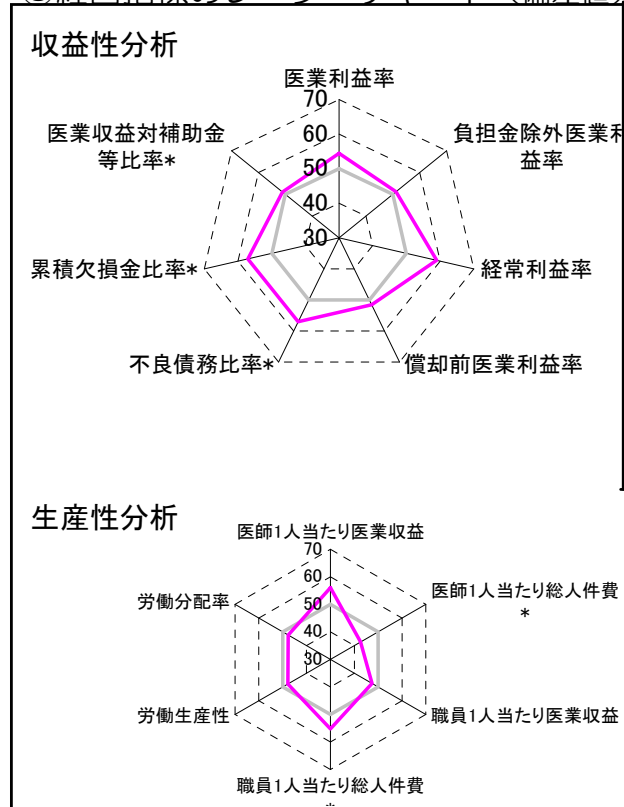 収益性分析
医業利益率
70
60
50
40
30
負担金除外医業利
益率
経常利益率
償却前医業利益率
不良債務比率*
累積欠損金比率*
医業収益対補助金
等比率*
生産性分析
医師1人当たり医業収益
70
60
50
40
30
医師1人当たり総人件費
*
職員1人当たり医業収益
職員1人当たり総人件費
労働生産性
労働分配率